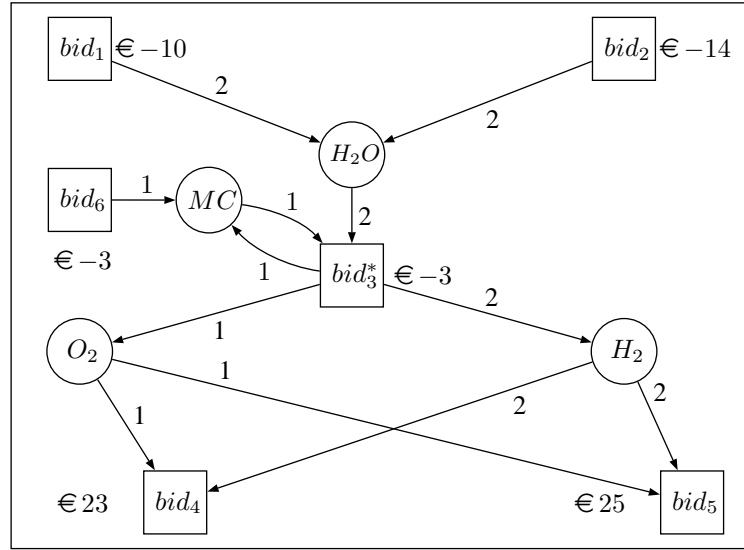 bid₁ €−10
bid₂ €−14
2
2
H₂O
bid₆
1
MC
1
2
€−3
1
bid₃* €−3
2
1
O₂
H₂
1
1
2
2
€23 bid₄
€25 bid₅